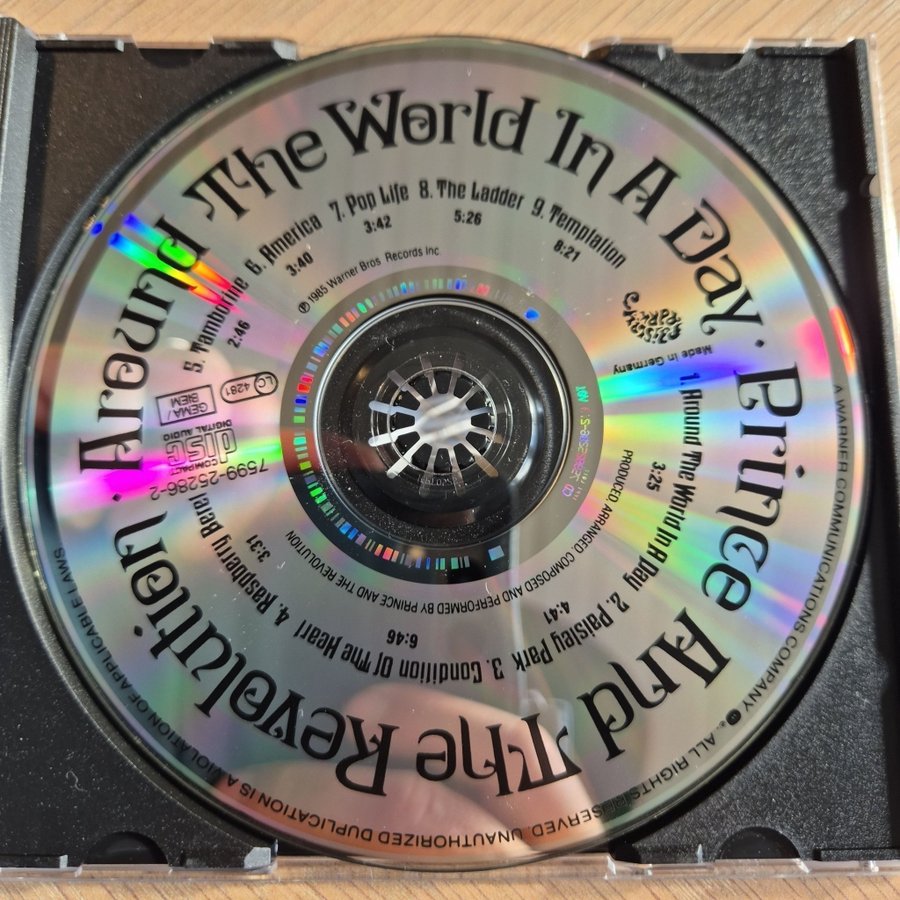 Around The World In A Day · Prince And The Revolution ·
1. Around The World In A Day 2. Paisley Park 3. Condition Of The Heart 4. Raspberry Beret
3:25 4:41 6:46 3:31
5. Tamborine 6. America 7. Pop Life 8. The Ladder 9. Temptation
2:46 3:40 3:42 5:26 8:21
℗ 1985 Warner Bros. Records Inc.
PAISLEY PARK
Made in Germany
PRODUCED, ARRANGED, COMPOSED AND PERFORMED BY PRINCE AND THE REVOLUTION
LC 4281
GEMA/
BIEM
COMPACT
disc
DIGITAL AUDIO
7599-25286-2
A WARNER COMMUNICATIONS COMPANY ALL RIGHTS RESERVED. UNAUTHORIZED DUPLICATION IS A VIOLATION OF APPLICABLE LAWS